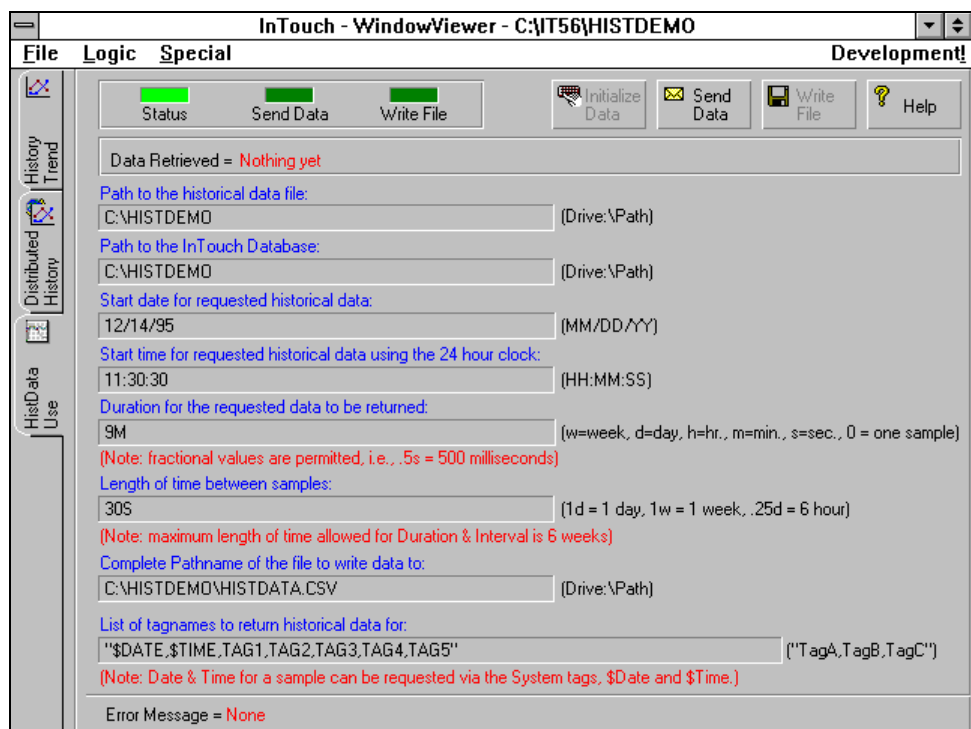 InTouch - WindowViewer - C:\IT56\HISTDEMO
File Logic Special Development!
History Trend
Distributed History
HistData Use
Status Send Data Write File
Initialize Data
Send Data
Write File
Help
Data Retrieved = Nothing yet
Path to the historical data file:
C:\HISTDEMO (Drive:\Path)
Path to the InTouch Database:
C:\HISTDEMO (Drive:\Path)
Start date for requested historical data:
12/14/95 (MM/DD/YY)
Start time for requested historical data using the 24 hour clock:
11:30:30 (HH:MM:SS)
Duration for the requested data to be returned:
9M (w=week, d=day, h=hr., m=min., s=sec., 0 = one sample)
(Note: fractional values are permitted, i.e., .5s = 500 milliseconds)
Length of time between samples:
30S (1d = 1 day, 1w = 1 week, .25d = 6 hour)
(Note: maximum length of time allowed for Duration & Interval is 6 weeks)
Complete Pathname of the file to write data to:
C:\HISTDEMO\HISTDATA.CSV (Drive:\Path)
List of tagnames to return historical data for:
"$DATE,$TIME,TAG1,TAG2,TAG3,TAG4,TAG5" ("TagA,TagB,TagC")
(Note: Date & Time for a sample can be requested via the System tags, $Date and $Time.)
Error Message = None